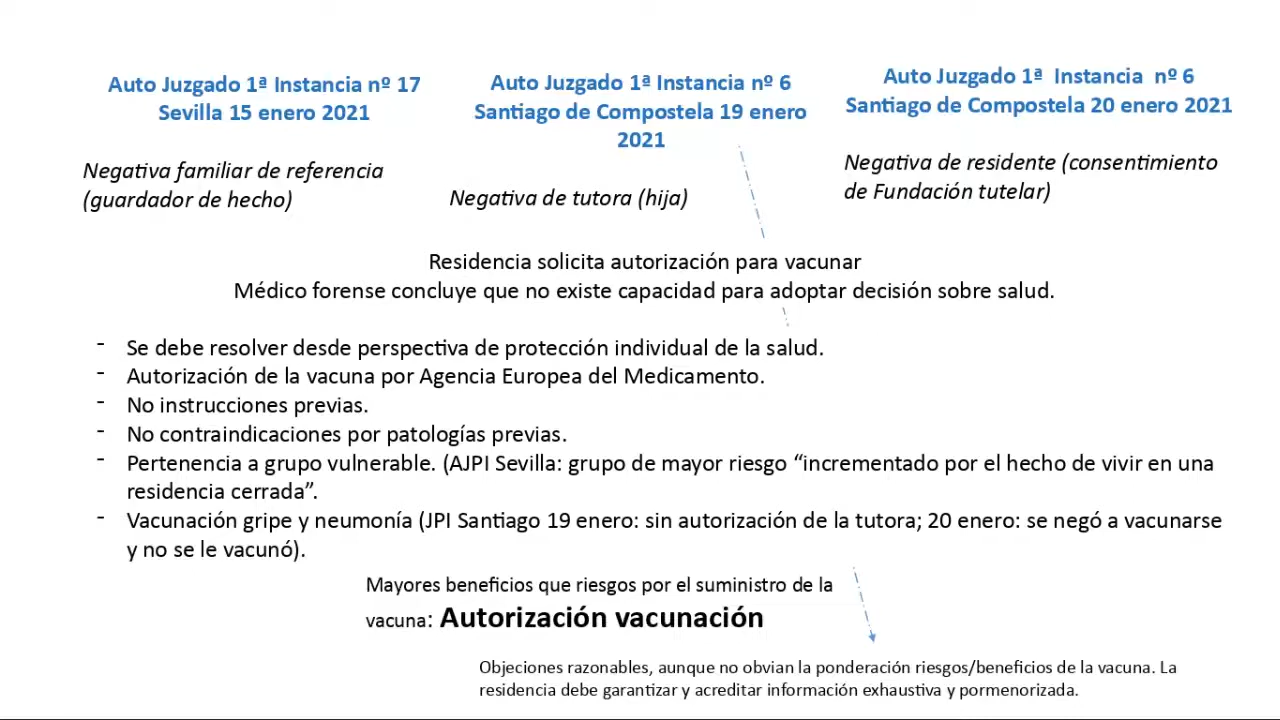 Auto Juzgado 1ª Instancia nº 17
Sevilla 15 enero 2021
Negativa familiar de referencia
(guardador de hecho)
Auto Juzgado 1ª Instancia nº 6
Santiago de Compostela 19 enero
2021
Negativa de tutora (hija)
Auto Juzgado 1ª Instancia nº 6
Santiago de Compostela 20 enero 2021
Negativa de residente (consentimiento
de Fundación tutelar)
Residencia solicita autorización para vacunar
Médico forense concluye que no existe capacidad para adoptar decisión sobre salud.
- Se debe resolver desde perspectiva de protección individual de la salud.
- Autorización de la vacuna por Agencia Europea del Medicamento.
- No instrucciones previas.
- No contraindicaciones por patologías previas.
- Pertenencia a grupo vulnerable. (AJPI Sevilla: grupo de mayor riesgo “incrementado por el hecho de vivir en una
residencia cerrada”.
- Vacunación gripe y neumonía (JPI Santiago 19 enero: sin autorización de la tutora; 20 enero: se negó a vacunarse
y no se le vacunó).
Mayores beneficios que riesgos por el suministro de la
vacuna: Autorización vacunación
Objeciones razonables, aunque no obvian la ponderación riesgos/beneficios de la vacuna. La
residencia debe garantizar y acreditar información exhaustiva y pormenorizada.